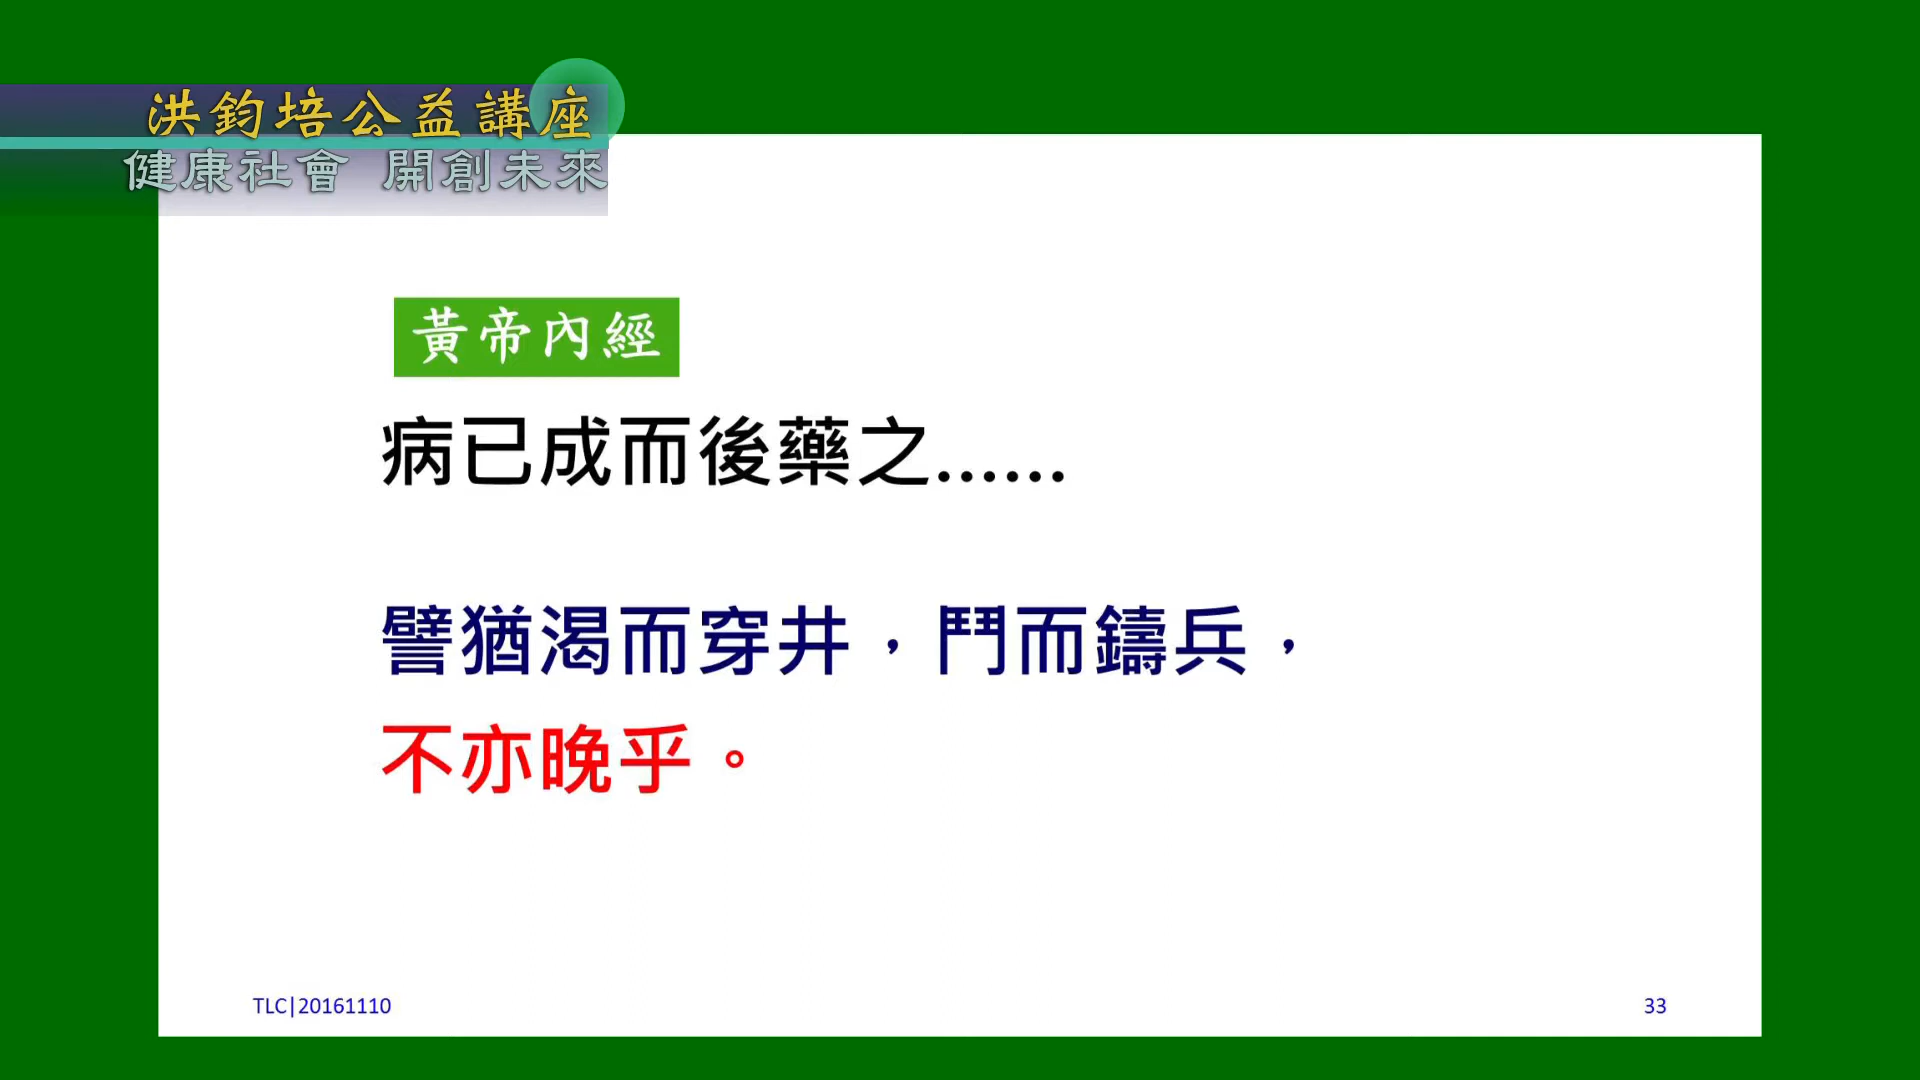 洪鈞培公益講座
健康社會 開創未來
黃帝內經
病已成而後藥之......
譬猶渴而穿井，鬥而鑄兵，
不亦晚乎。
TLC|20161110
33